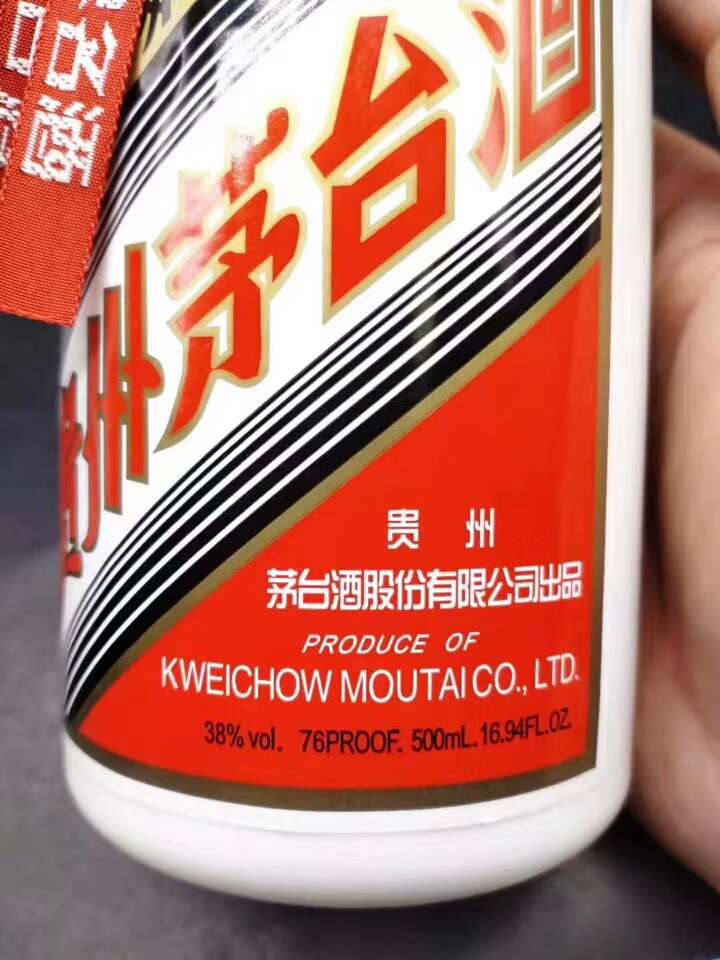 贵州茅台酒
贵 州
茅台酒股份有限公司出品
PRODUCE OF
KWEICHOW MOUTAI CO., LTD.
38% vol. 76PROOF. 500mL. 16.94FL.OZ.